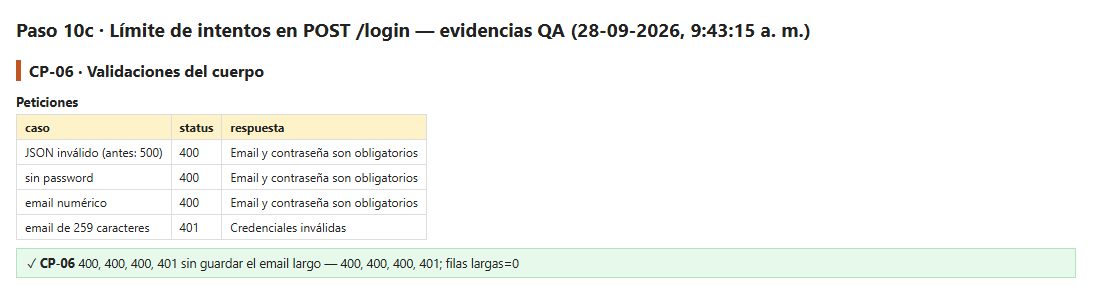 Paso 10c · Límite de intentos en POST /login — evidencias QA (28-09-2026, 9:43:15 a. m.)
CP-06 · Validaciones del cuerpo
Peticiones
caso status respuesta
JSON inválido (antes: 500) 400 Email y contraseña son obligatorios
sin password 400 Email y contraseña son obligatorios
email numérico 400 Email y contraseña son obligatorios
email de 259 caracteres 401 Credenciales inválidas
✓ CP-06 400, 400, 400, 401 sin guardar el email largo — 400, 400, 400, 401; filas largas=0